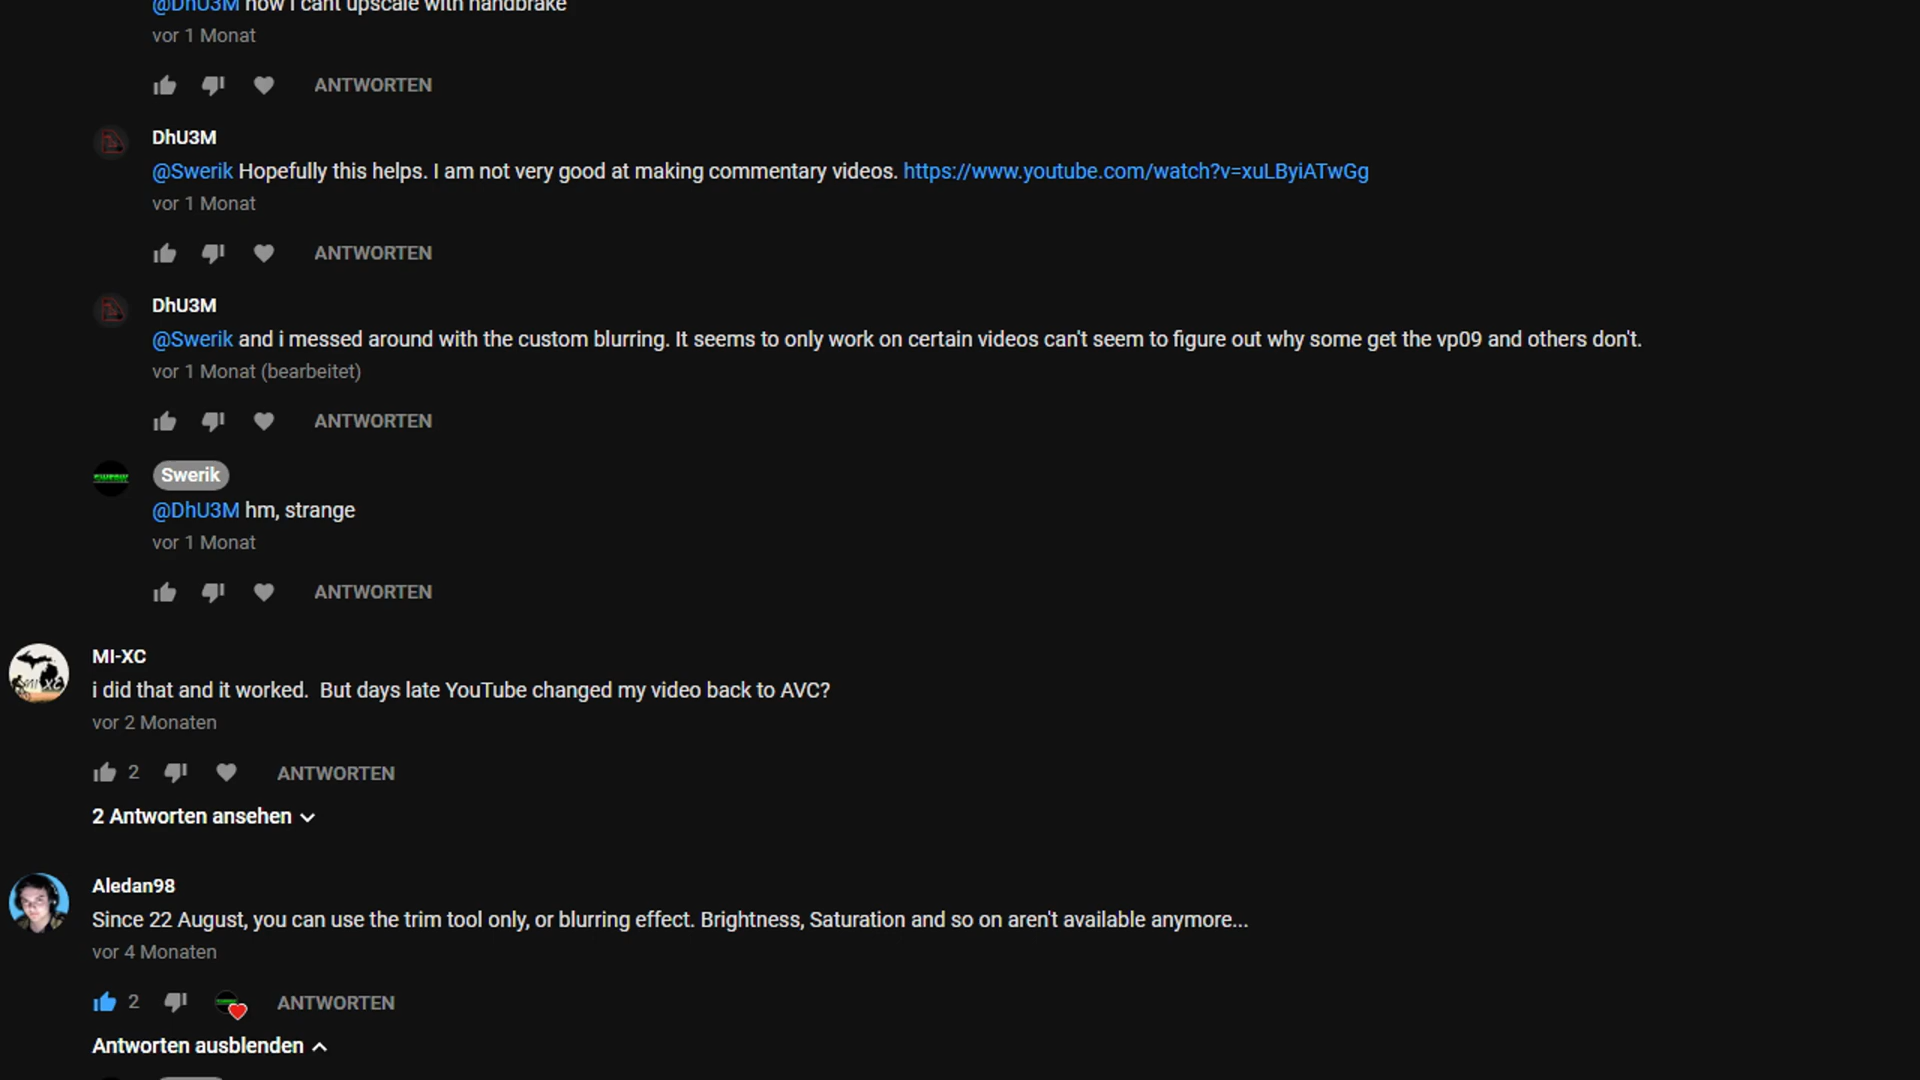 @DhU3M now i cant upscale with handbrake
vor 1 Monat
ANTWORTEN
DhU3M
@Swerik Hopefully this helps. I am not very good at making commentary videos. https://www.youtube.com/watch?v=xuLByiATwGg
vor 1 Monat
ANTWORTEN
DhU3M
@Swerik and i messed around with the custom blurring. It seems to only work on certain videos can't seem to figure out why some get the vp09 and others don't.
vor 1 Monat (bearbeitet)
ANTWORTEN
Swerik
@DhU3M hm, strange
vor 1 Monat
ANTWORTEN
MI-XC
i did that and it worked.  But days late YouTube changed my video back to AVC?
vor 2 Monaten
2 ANTWORTEN
2 Antworten ansehen
Aledan98
Since 22 August, you can use the trim tool only, or blurring effect. Brightness, Saturation and so on aren't available anymore...
vor 4 Monaten
2 ANTWORTEN
Antworten ausblenden